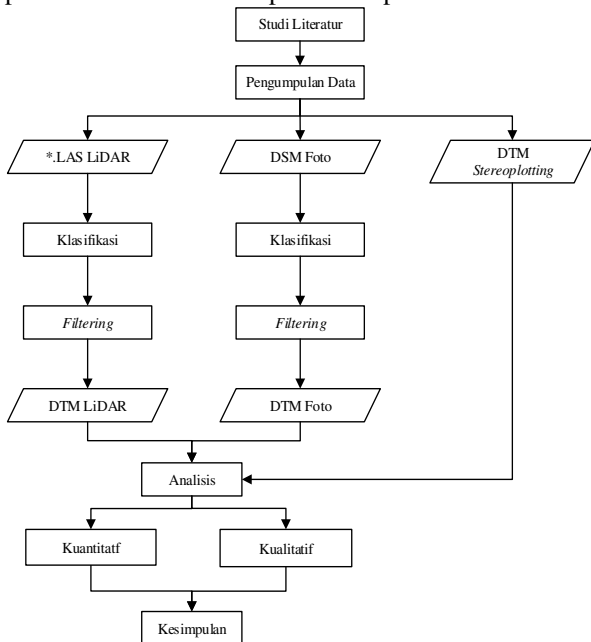 Studi Literatur
Pengumpulan Data
*.LAS LiDAR
DSM Foto
DTM
Stereoplotting
Klasifikasi
Klasifikasi
Filtering
Filtering
DTM LiDAR
DTM Foto
Analisis
Kuantitatf
Kualitatif
Kesimpulan